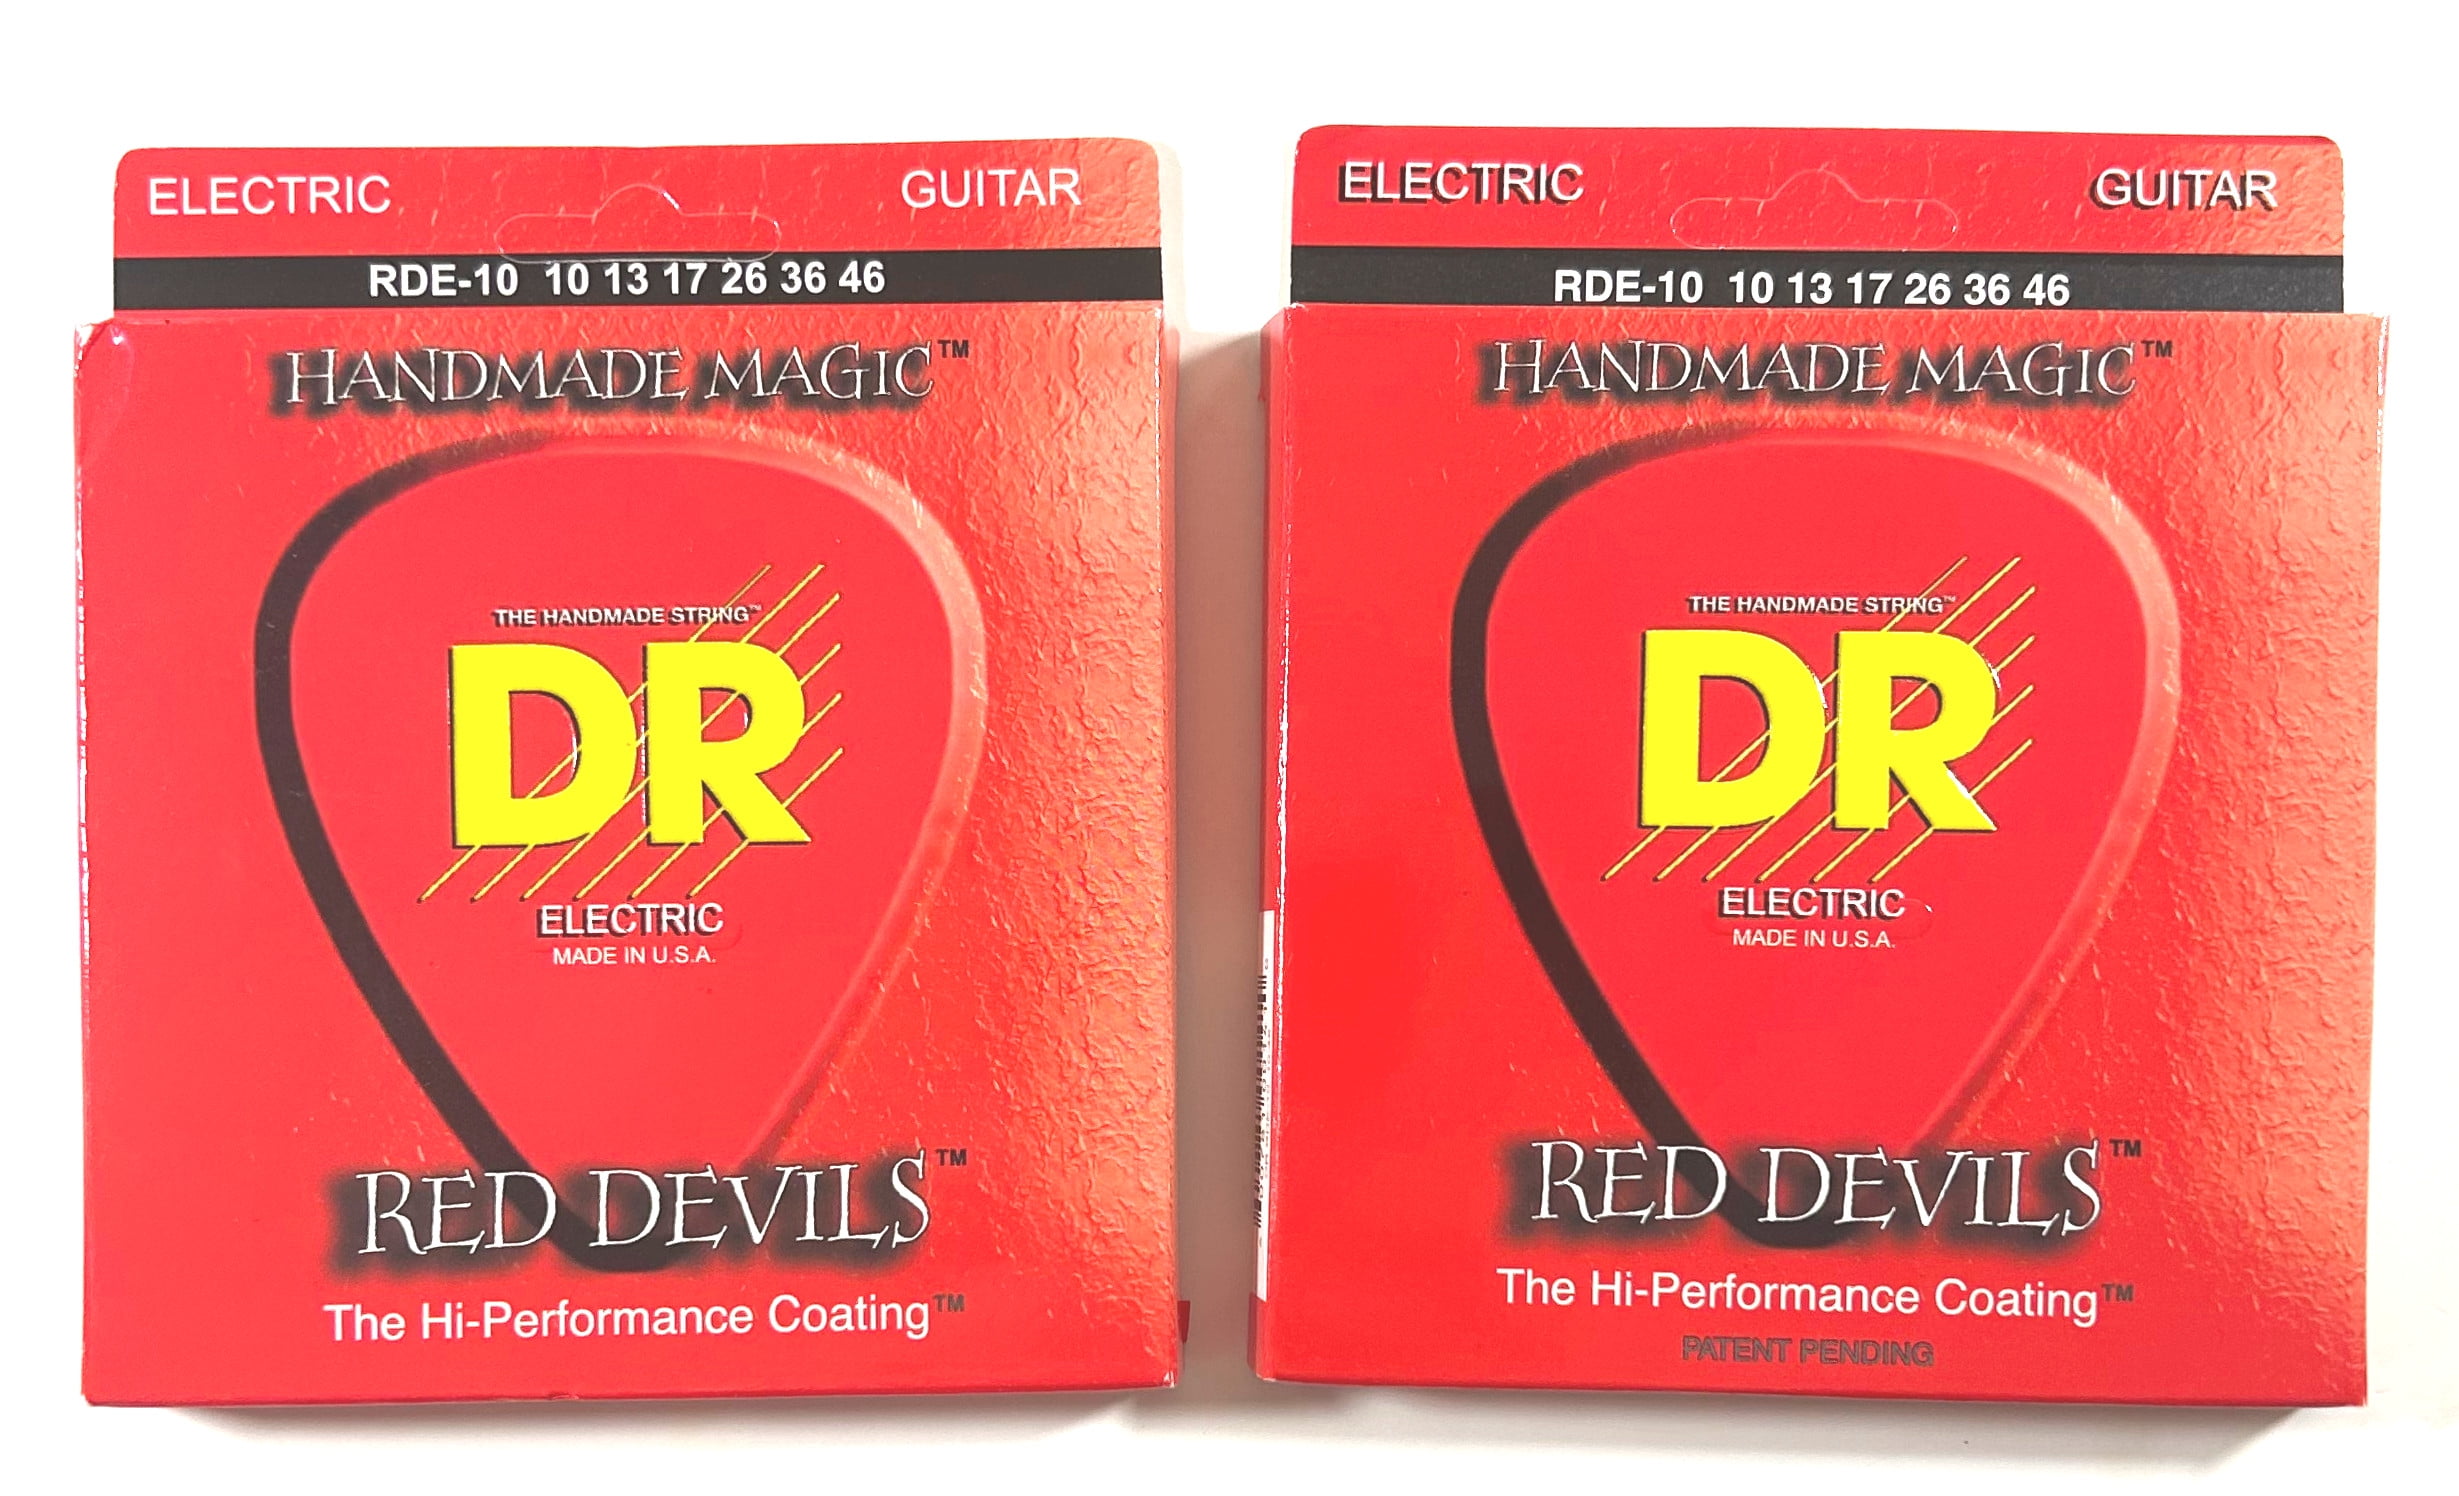 ELECTRIC GUITAR
RDE-10 10 13 17 26 36 46
HANDMADE MAGIC™
THE HANDMADE STRING™
DR
ELECTRIC
MADE IN U.S.A.
RED DEVILS™
The Hi-Performance Coating™
ELECTRIC GUITAR
RDE-10 10 13 17 26 36 46
HANDMADE MAGIC™
THE HANDMADE STRING™
DR
ELECTRIC
MADE IN U.S.A.
RED DEVILS™
The Hi-Performance Coating™
PATENT PENDING